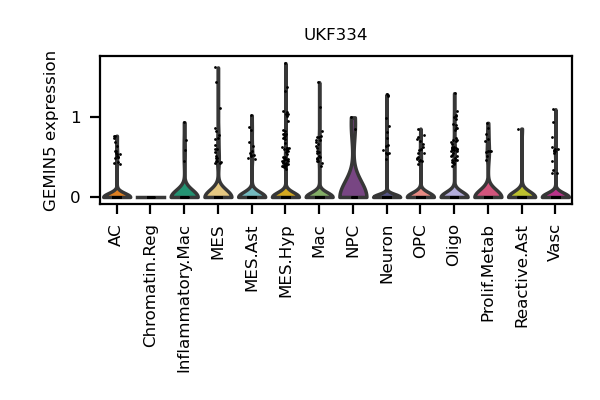 UKF334
GEMIN5 expression
1
0
AC
Chromatin.Reg
Inflammatory.Mac
MES
MES.Ast
MES.Hyp
Mac
NPC
Neuron
OPC
Oligo
Prolif.Metab
Reactive.Ast
Vasc